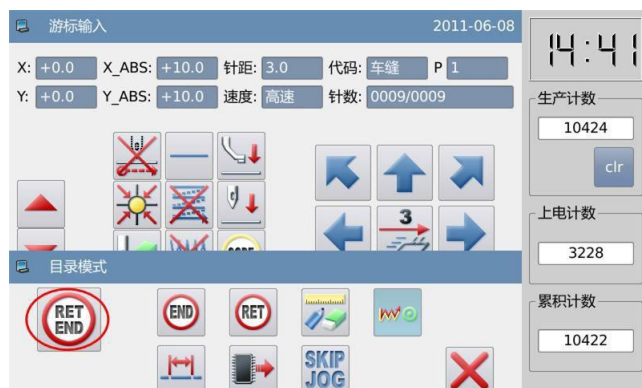 游标输入 2011-06-08
X: +0.0 X_ABS: +10.0 针距: 3.0 代码: 车缝 P 1
Y: +0.0 Y_ABS: +10.0 速度: 高速 针数: 0009/0009
3
目录模式
RET
END
END RET
SKIP
JOG
14:41
生产计数
10424
clr
上电计数
3228
累积计数
10422